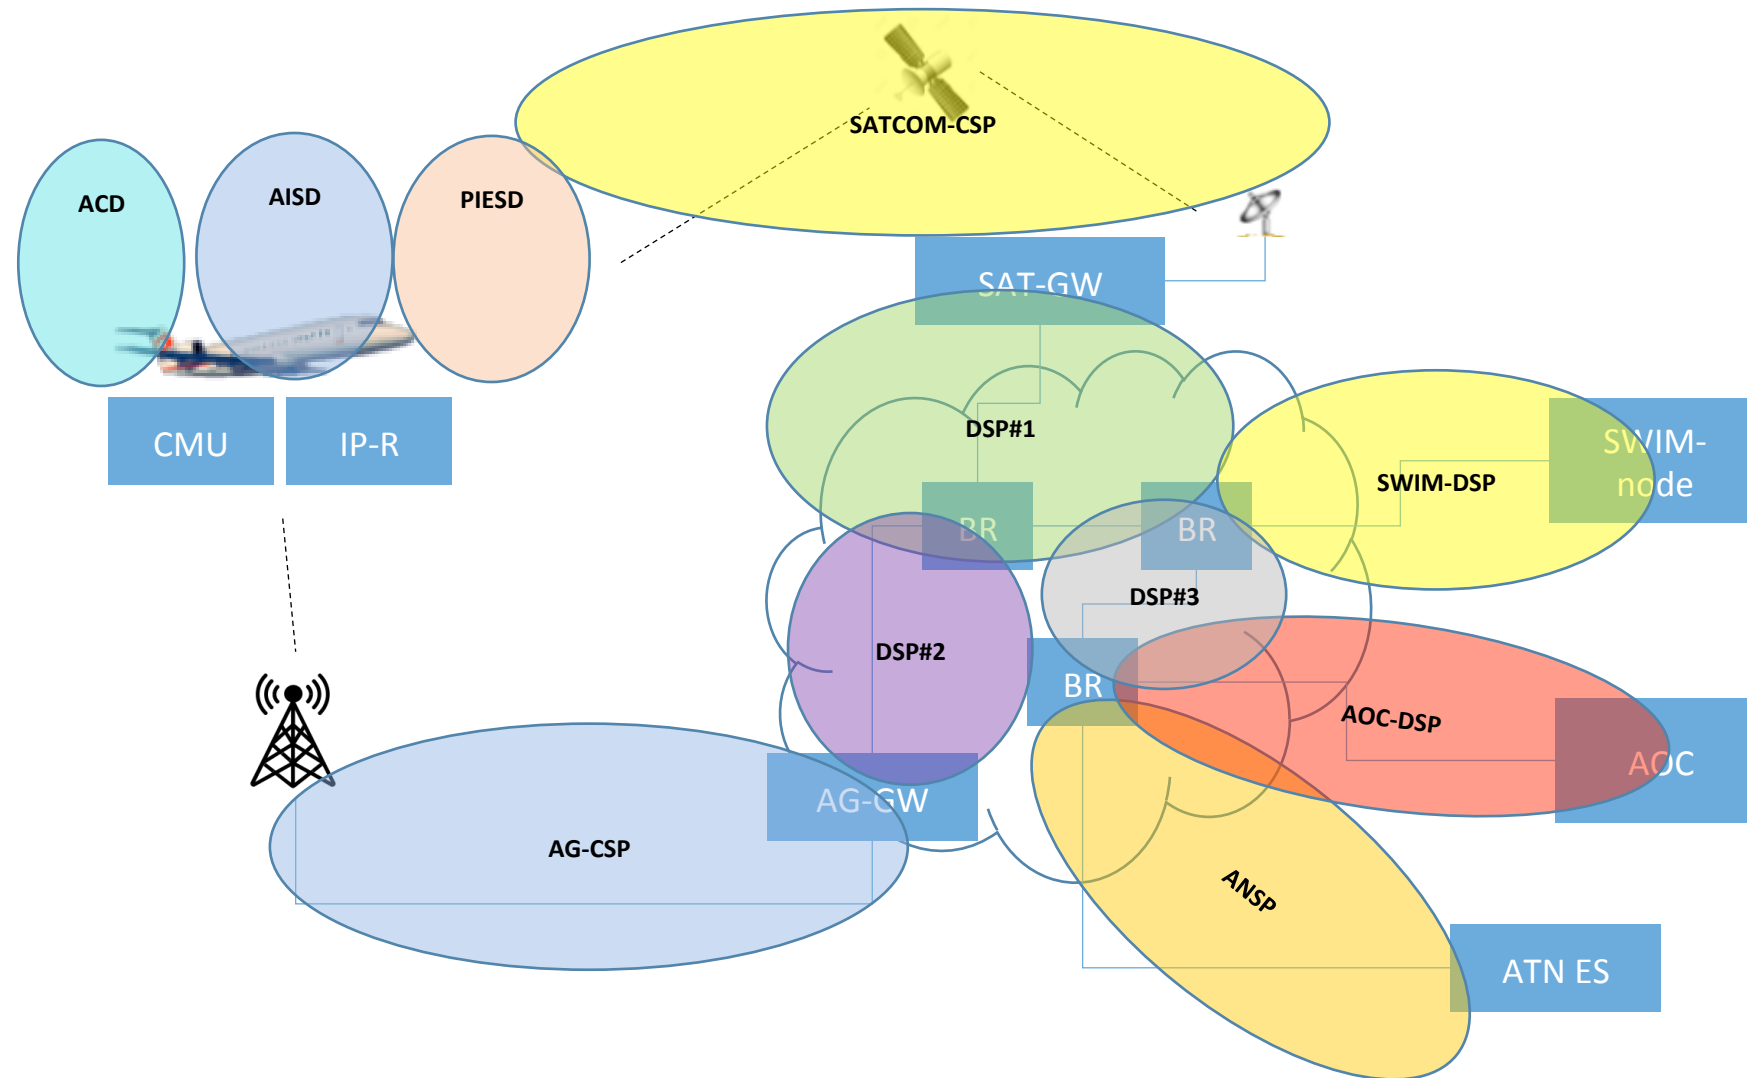 SATCOM-CSP
ACD
AISD
PIESD
SAT-GW
CMU
IP-R
DSP#1
SWIM-
node
SWIM-DSP
BR
BR
DSP#3
DSP#2
BR
AOC-DSP
AOC
AG-GW
AG-CSP
ANSP
ATN ES